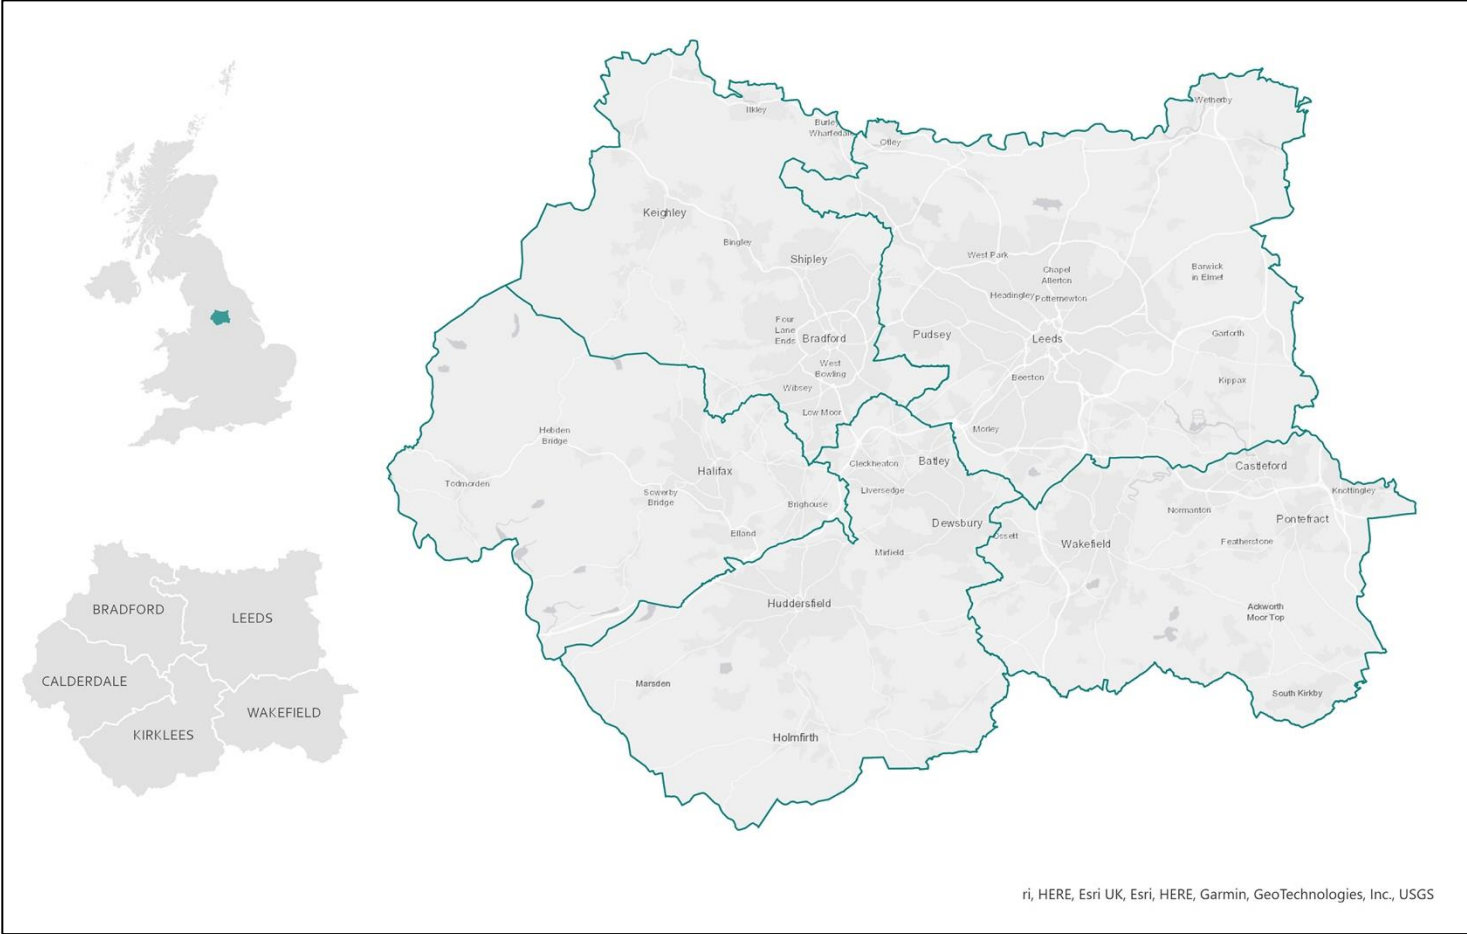 Ilkley
Burley
Wharfedale
Otley
Wetherby
Keighley
Bingley
Shipley
West Park
Chapel
Allerton
Barwick
in Elmet
Headingley
Potternewton
Four
Lane
Ends
Bradford
Pudsey
Leeds
Garforth
West
Bowling
Beeston
Kippax
Wibsey
Low Moor
Hebden
Bridge
Morley
Cleckheaton
Batley
Castleford
Halifax
Todmorden
Sowerby
Bridge
Brighouse
Liversedge
Knottingley
Normanton
Pontefract
Elland
Dewsbury
Ossett
Wakefield
Featherstone
Mirfield
Huddersfield
Ackworth
Moor Top
Marsden
South Kirkby
Holmfirth
BRADFORD
LEEDS
CALDERDALE
WAKEFIELD
KIRKLEES
ri, HERE, Esri UK, Esri, HERE, Garmin, GeoTechnologies, Inc., USGS